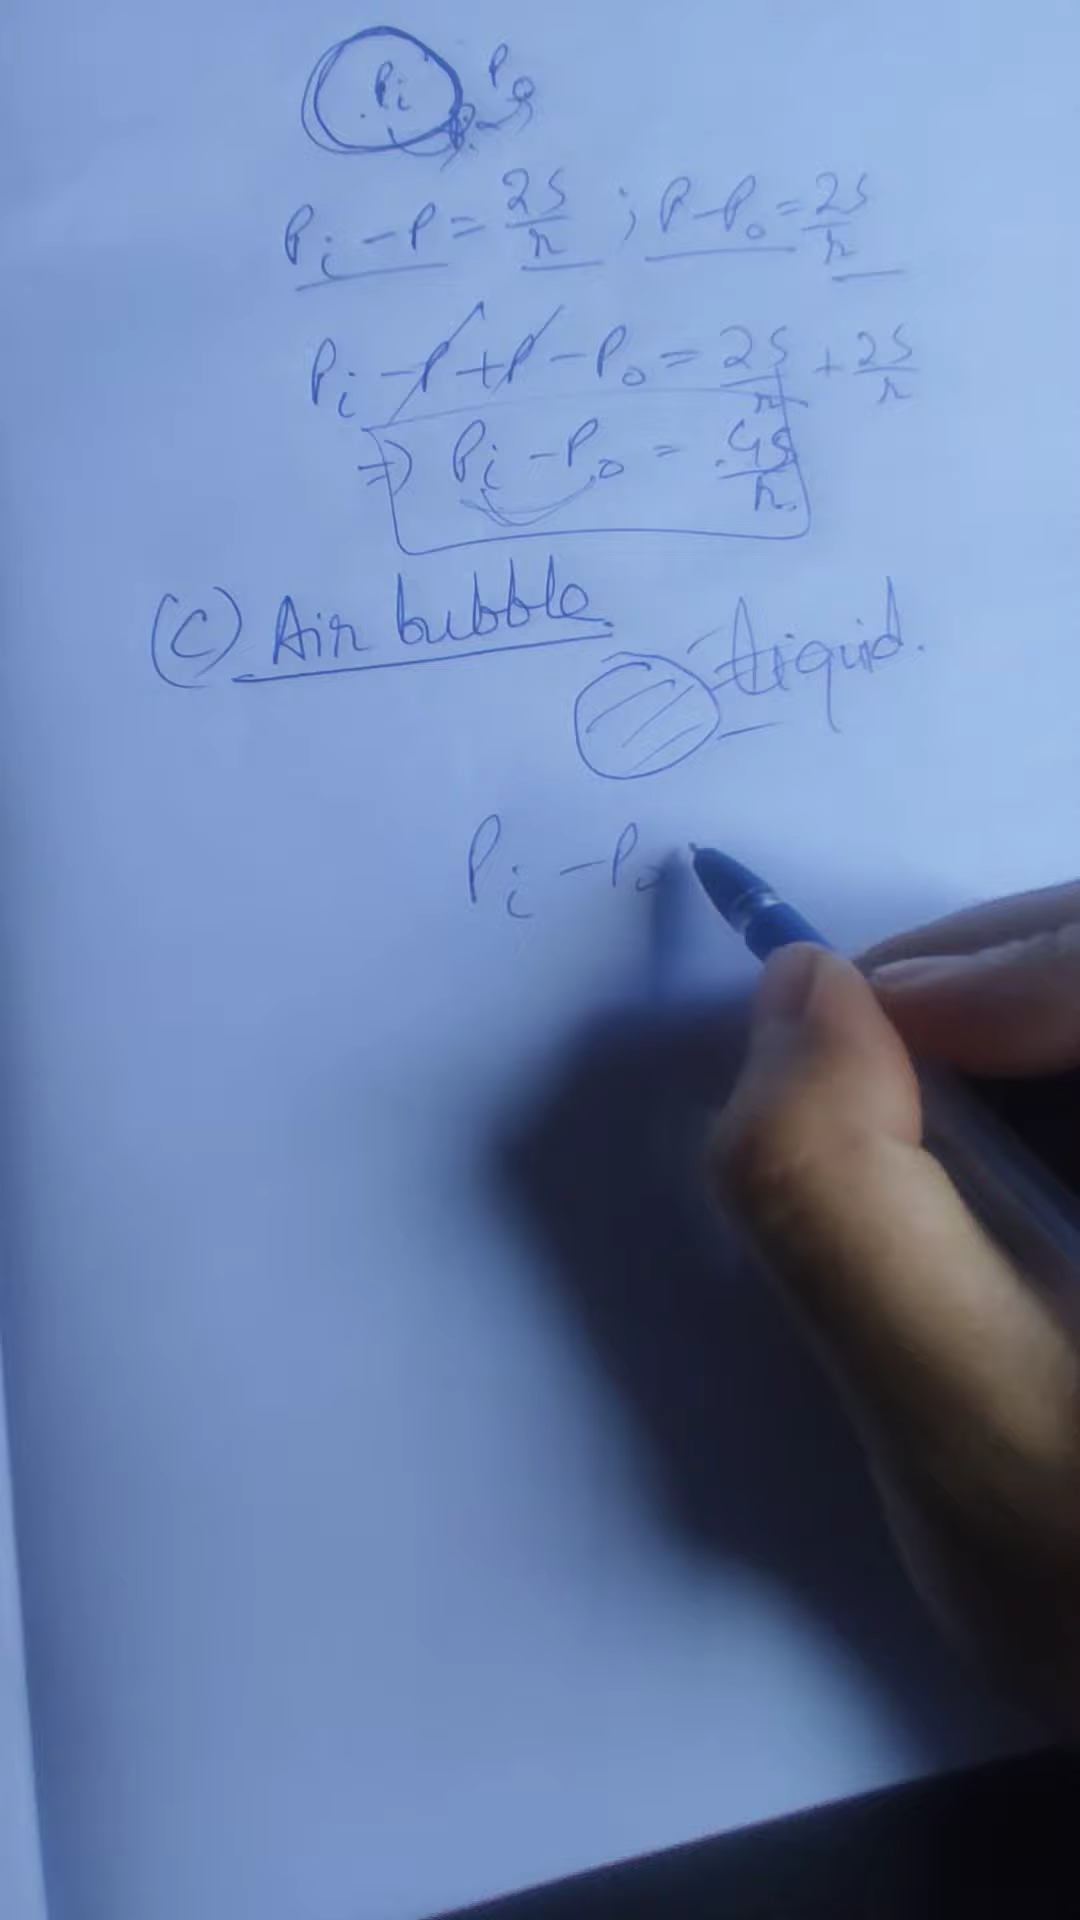 Pi Po
P
Pi - P = 2S/r ; P - Po = 2S/r
Pi - P + P - Po = 2S/r + 2S/r
⇒ Pi - Po = 4S/r
(C) Air bubble.
Liquid.
Pi - Po